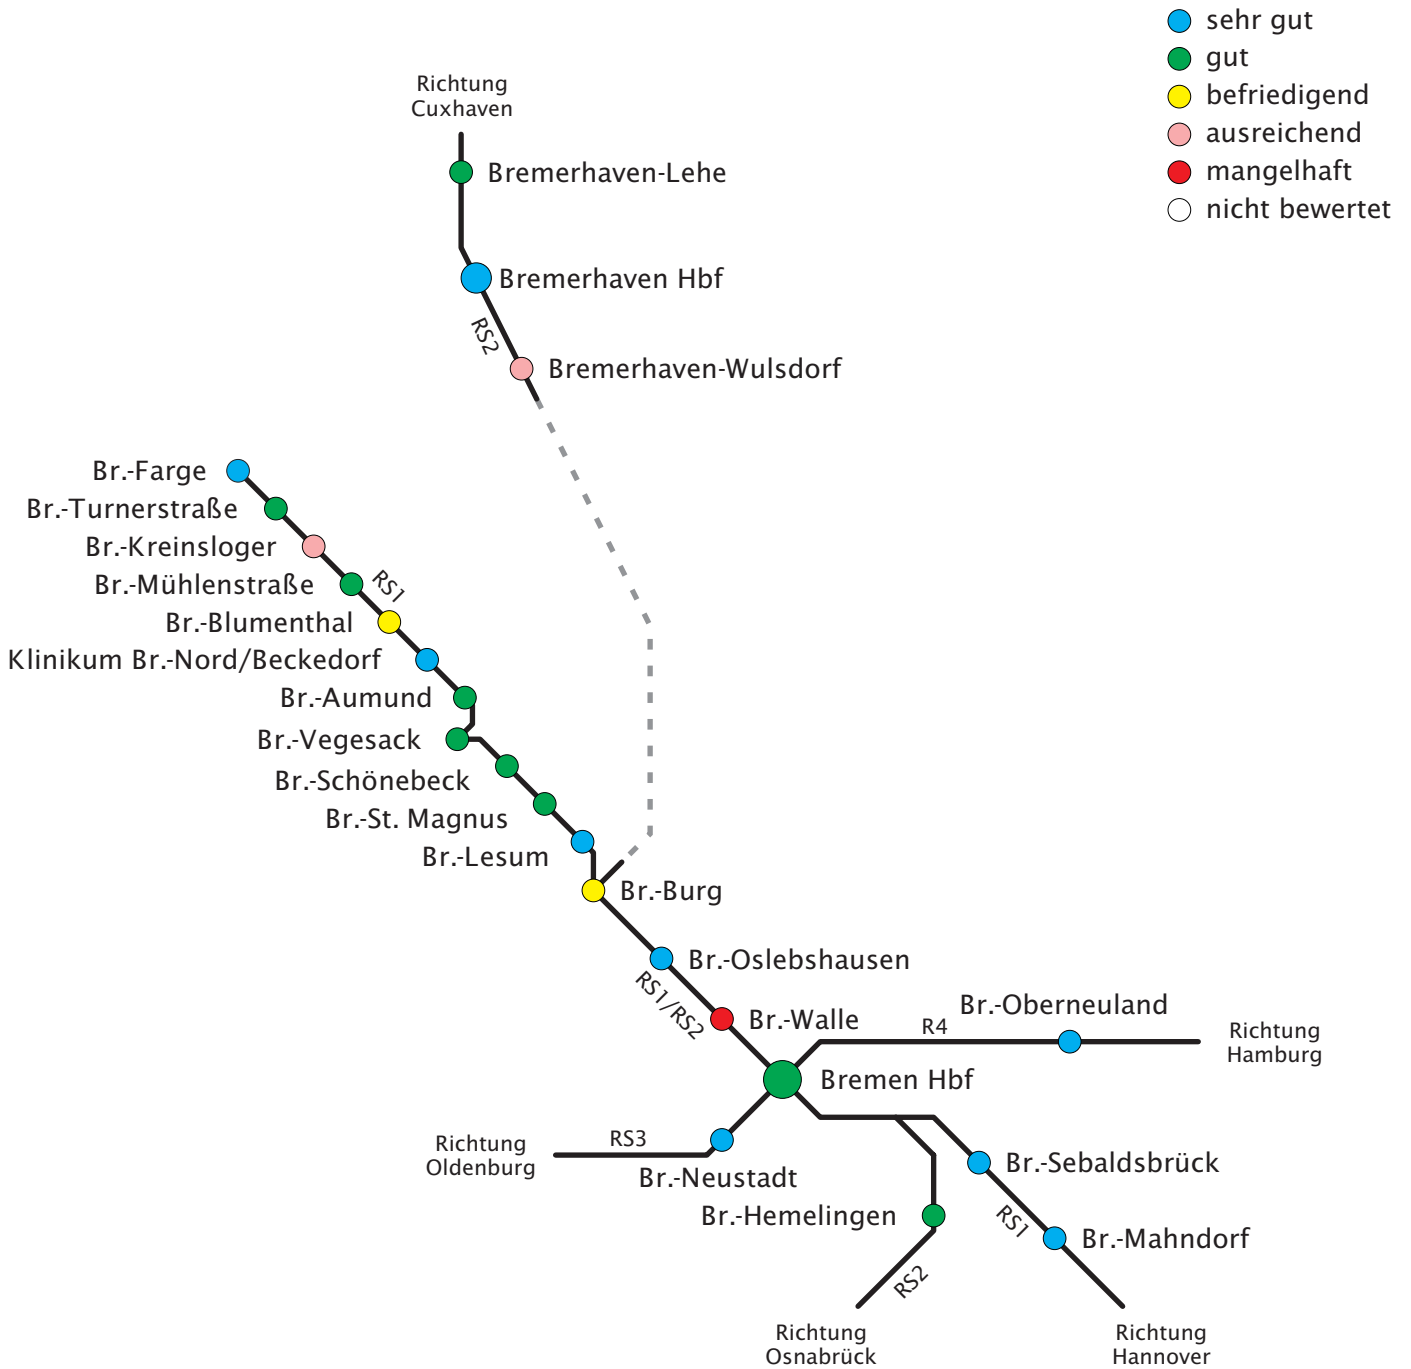 sehr gut
gut
befriedigend
ausreichend
mangelhaft
nicht bewertet
Richtung
Cuxhaven
Bremerhaven-Lehe
Bremerhaven Hbf
RS2
Bremerhaven-Wulsdorf
Br.-Farge
Br.-Turnerstraße
Br.-Kreinsloger
Br.-Mühlenstraße
RS1
Br.-Blumenthal
Klinikum Br.-Nord/Beckedorf
Br.-Aumund
Br.-Vegesack
Br.-Schönebeck
Br.-St. Magnus
Br.-Lesum
Br.-Burg
Br.-Oslebshausen
RS1/RS2
Br.-Walle
Br.-Oberneuland
R4
Richtung
Hamburg
Bremen Hbf
RS3
Richtung
Oldenburg
Br.-Neustadt
Br.-Sebaldsbrück
Br.-Hemelingen
RS1
Br.-Mahndorf
RS2
Richtung
Osnabrück
Richtung
Hannover